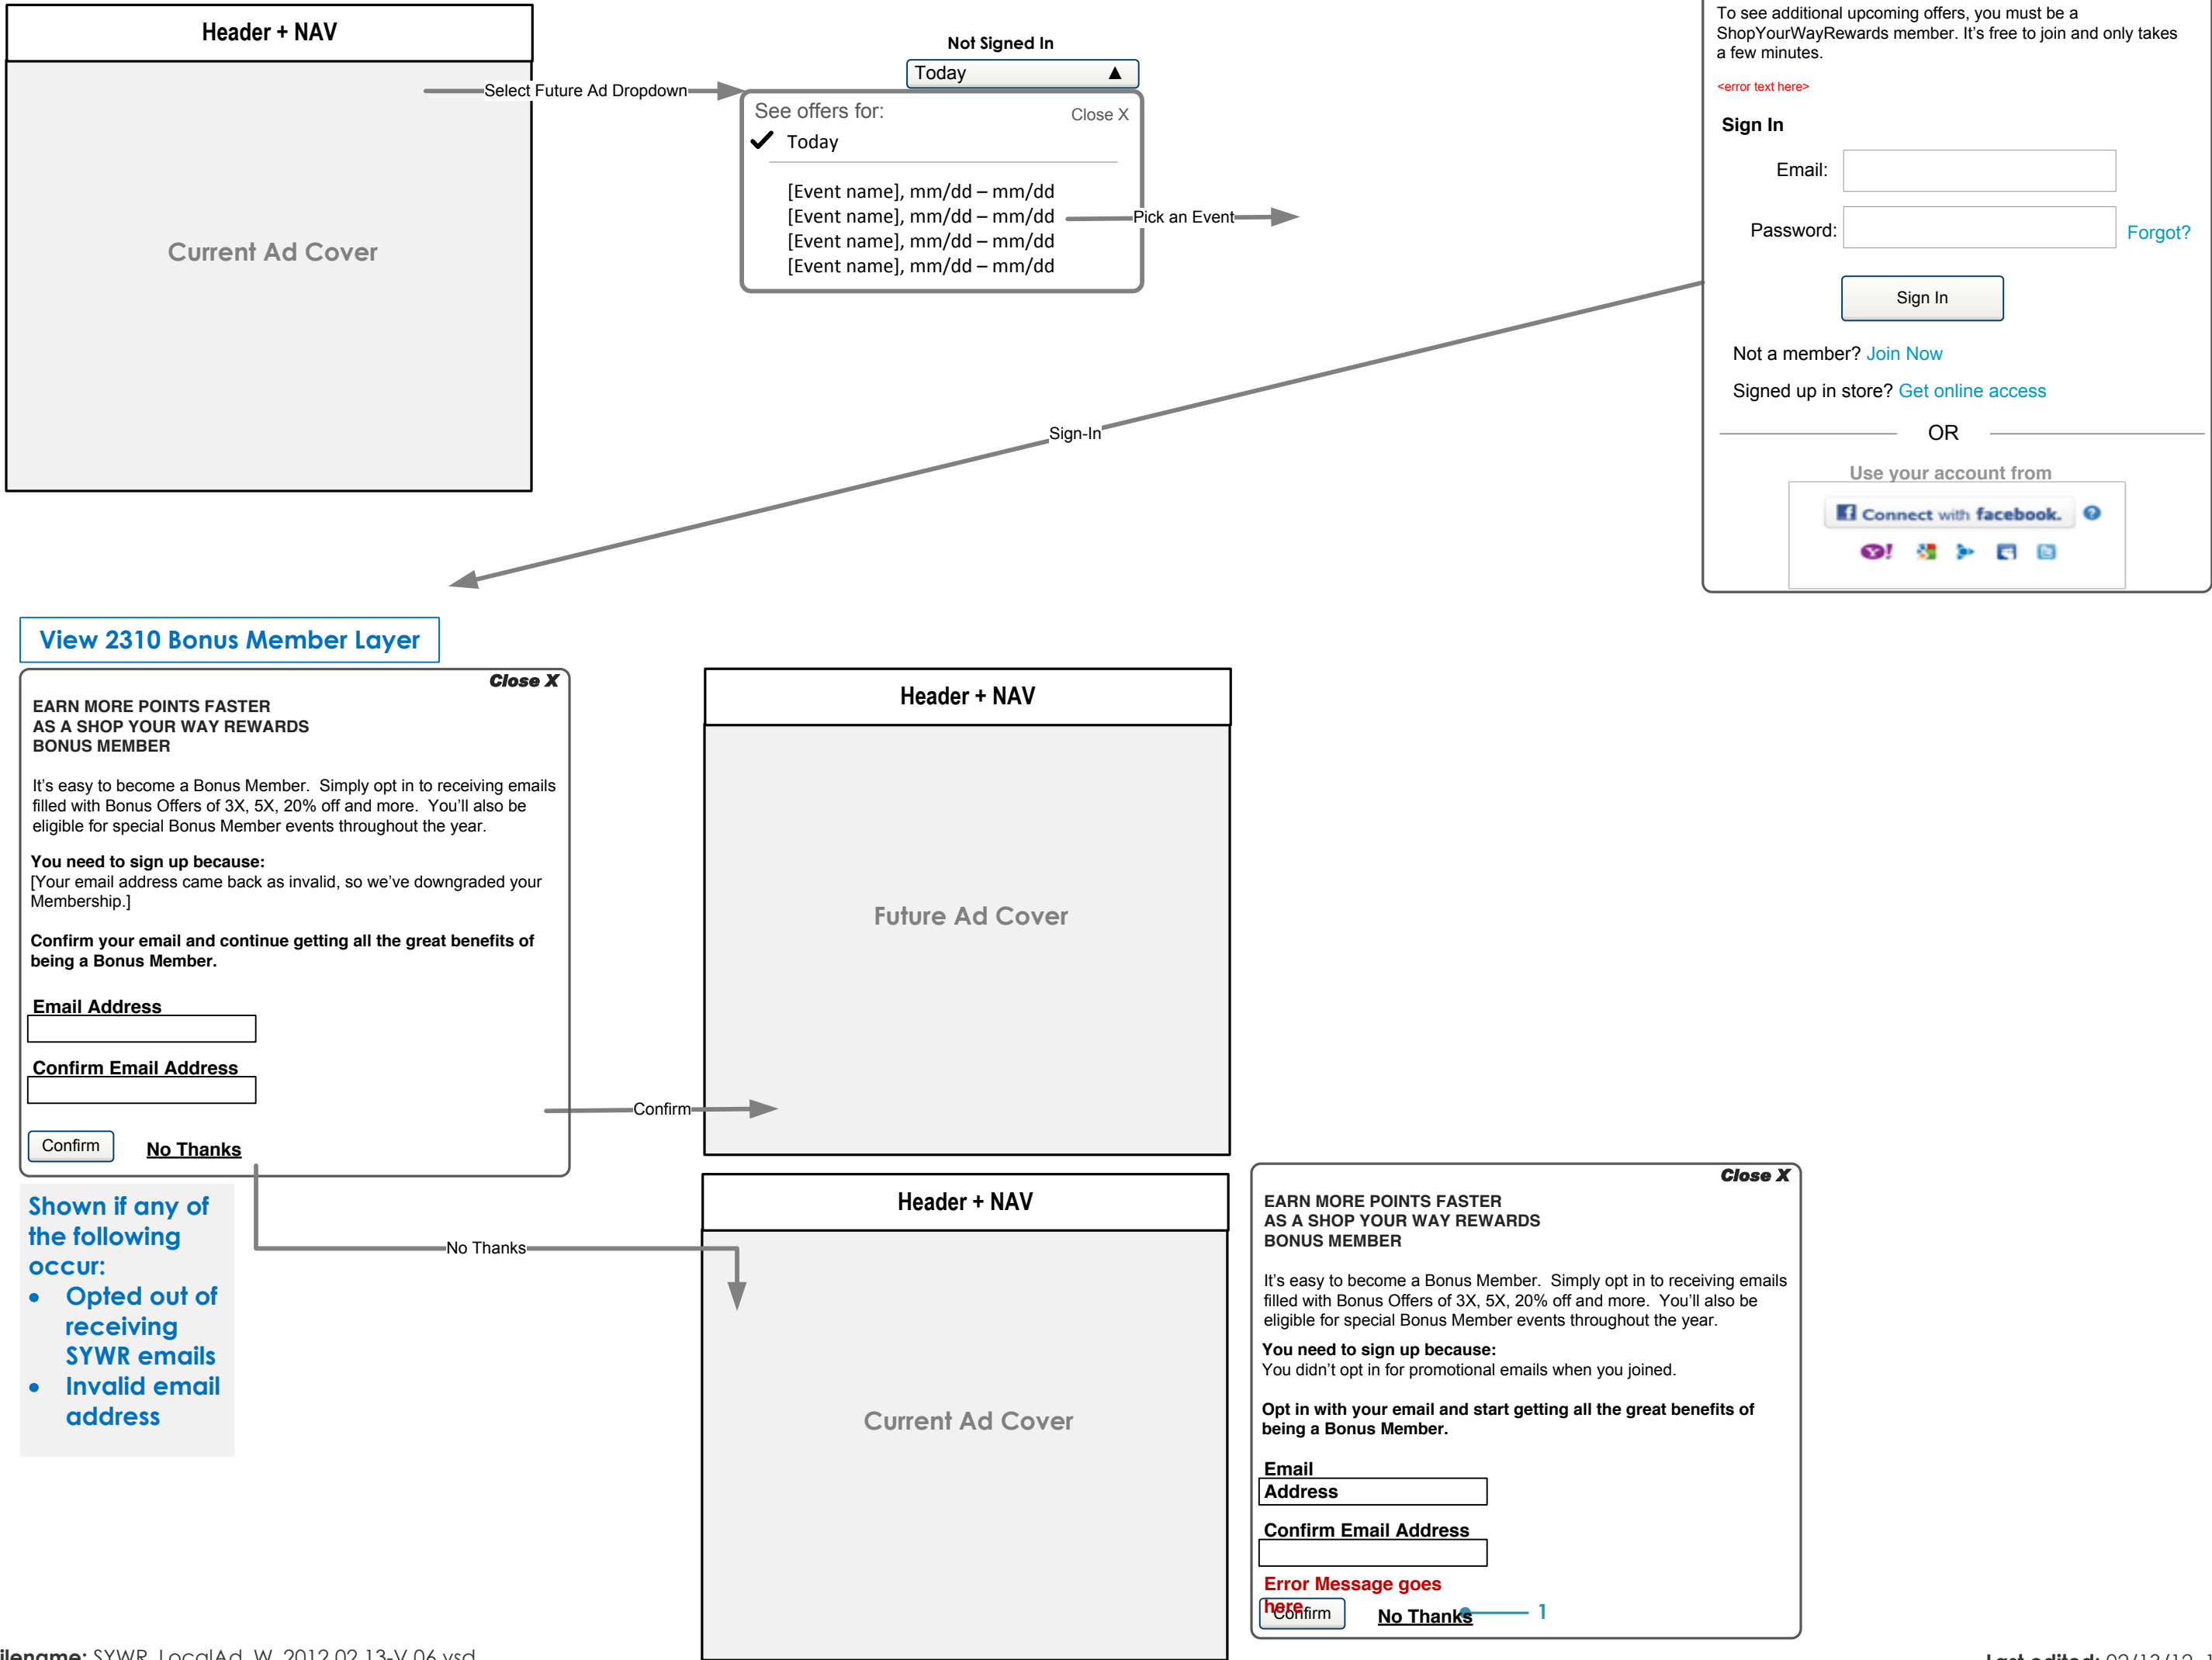 Header + NAV
Current Ad Cover
Select Future Ad Dropdown
Not Signed In
Today ▲
See offers for:
Close X
✓ Today
[Event name], mm/dd – mm/dd
[Event name], mm/dd – mm/dd
[Event name], mm/dd – mm/dd
[Event name], mm/dd – mm/dd
Pick an Event
To see additional upcoming offers, you must be a
ShopYourWayRewards member. It's free to join and only takes
a few minutes.
<error text here>
Sign In
Email:
Password:
Forgot?
Sign In
Not a member? Join Now
Signed up in store? Get online access
OR
Use your account from
Connect with facebook. ?
Y!
Sign-In
View 2310 Bonus Member Layer
Close X
EARN MORE POINTS FASTER
AS A SHOP YOUR WAY REWARDS
BONUS MEMBER
It's easy to become a Bonus Member. Simply opt in to receiving emails
filled with Bonus Offers of 3X, 5X, 20% off and more. You'll also be
eligible for special Bonus Member events throughout the year.
You need to sign up because:
[Your email address came back as invalid, so we've downgraded your
Membership.]
Confirm your email and continue getting all the great benefits of
being a Bonus Member.
Email Address
Confirm Email Address
Confirm
No Thanks
Confirm
Header + NAV
Future Ad Cover
Shown if any of
the following
occur:
• Opted out of
receiving
SYWR emails
• Invalid email
address
No Thanks
Header + NAV
Current Ad Cover
Close X
EARN MORE POINTS FASTER
AS A SHOP YOUR WAY REWARDS
BONUS MEMBER
It's easy to become a Bonus Member. Simply opt in to receiving emails
filled with Bonus Offers of 3X, 5X, 20% off and more. You'll also be
eligible for special Bonus Member events throughout the year.
You need to sign up because:
You didn't opt in for promotional emails when you joined.
Opt in with your email and start getting all the great benefits of
being a Bonus Member.
Email
Address
Confirm Email Address
Error Message goes
here
Confirm
No Thanks
1
ilename: SYWR_LocalAd_W_2012.02.13-V.06.vsd
Last edited: 02/13/12